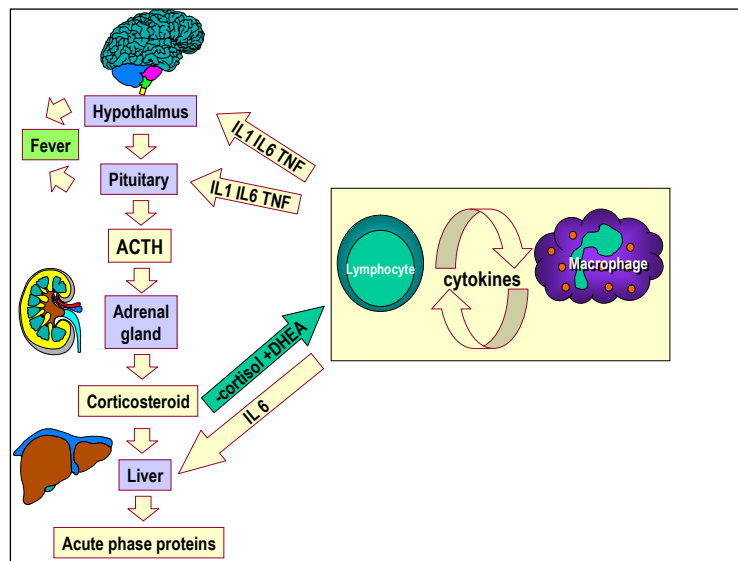 Hypothalmus
Fever
IL1 IL6 TNF
Pituitary
IL1 IL6 TNF
ACTH
Lymphocyte
cytokines
Macrophage
Adrenal
gland
-cortisol +DHEA
Corticosteroid
IL 6
Liver
Acute phase proteins